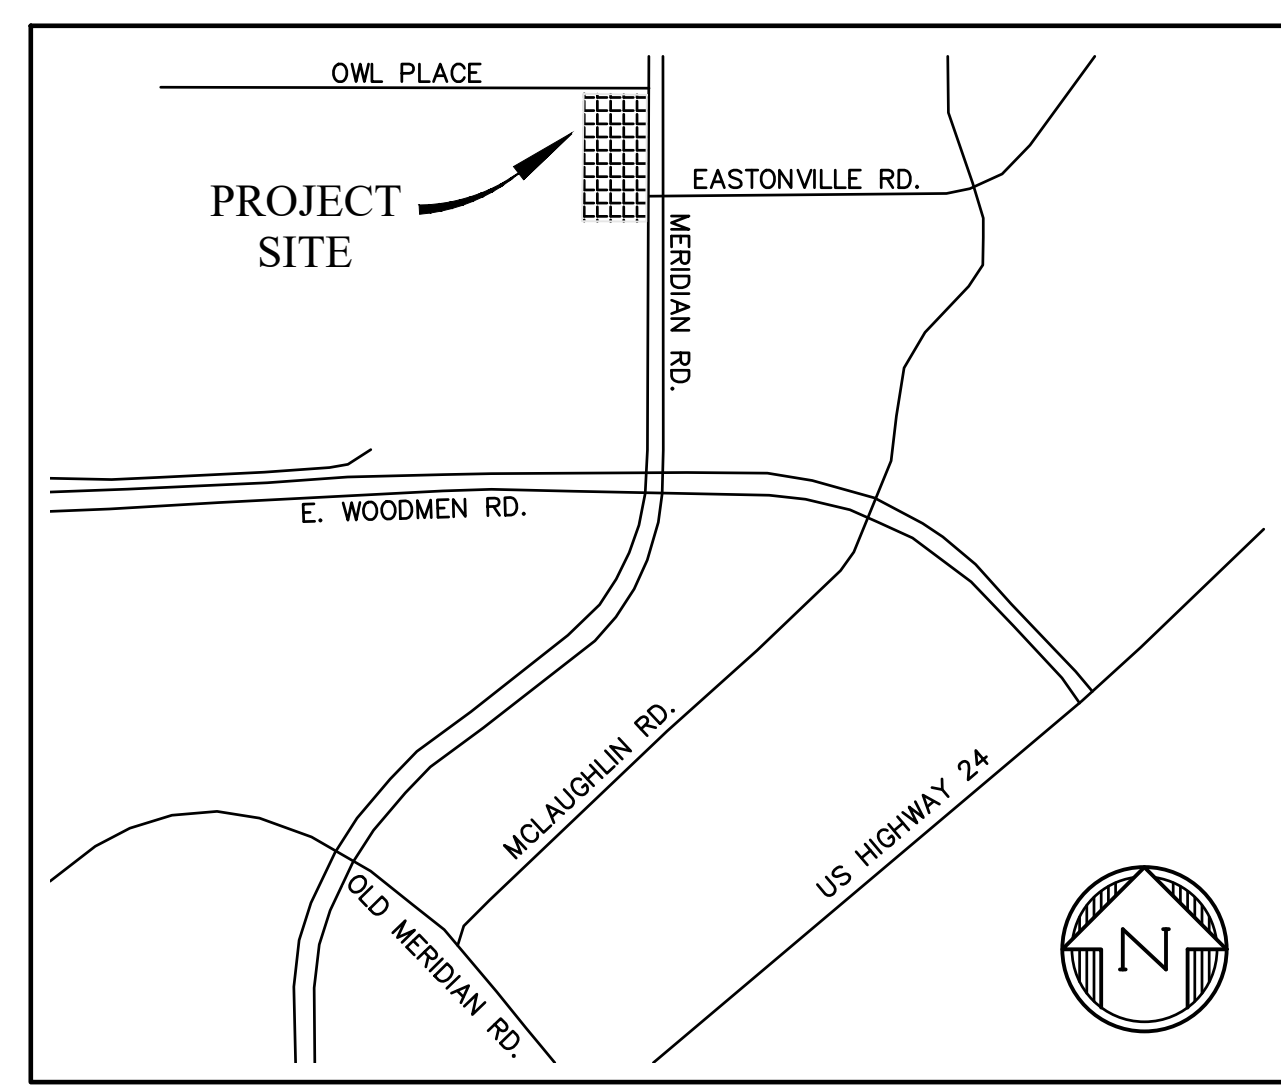 OWL PLACE
EASTONVILLE RD.
PROJECT
SITE
MERIDIAN RD.
E. WOODMEN RD.
MCLAUGHLIN RD.
US HIGHWAY 24
OLD MERIDIAN RD.
N